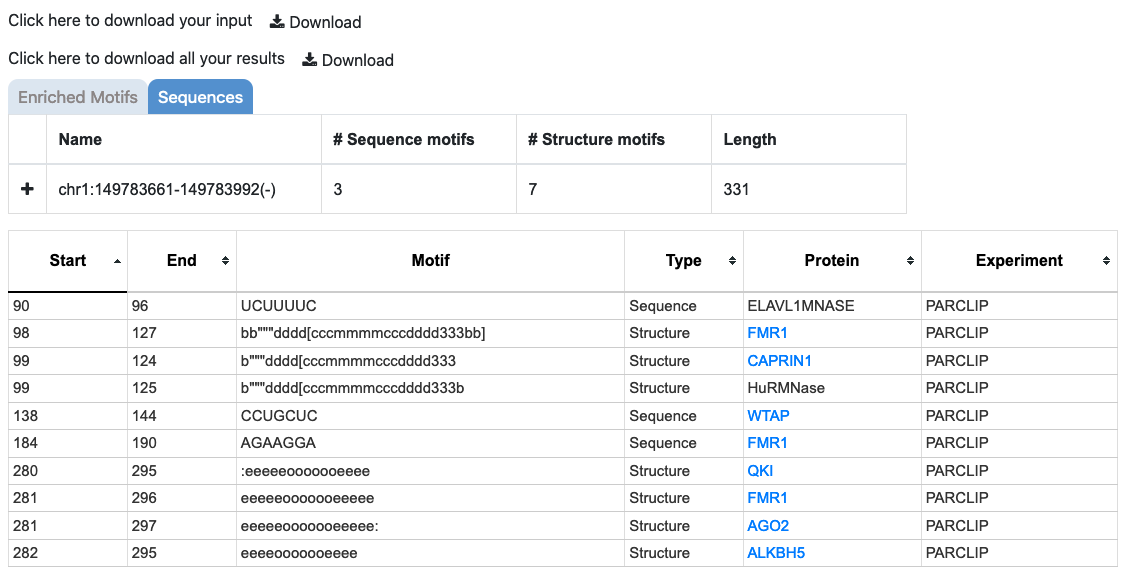 Click here to download your input Download
Click here to download all your results Download
Enriched Motifs Sequences
Name # Sequence motifs # Structure motifs Length
chr1:149783661-149783992(-) 3 7 331
Start End Motif Type Protein Experiment
90 96 UCUUUUC Sequence ELAVL1MNASE PARCLIP
98 127 bb"""dddd[cccmmmmcccdddd333bb] Structure FMR1 PARCLIP
99 124 b"""dddd[cccmmmmcccdddd333 Structure CAPRIN1 PARCLIP
99 125 b"""dddd[cccmmmmcccdddd333b Structure HuRMNase PARCLIP
138 144 CCUGCUC Sequence WTAP PARCLIP
184 190 AGAAGGA Sequence FMR1 PARCLIP
280 295 :eeeeeooooooeeee Structure QKI PARCLIP
281 296 eeeeeooooooeeeee Structure FMR1 PARCLIP
281 297 eeeeeooooooeeeee: Structure AGO2 PARCLIP
282 295 eeeeooooooeeee Structure ALKBH5 PARCLIP